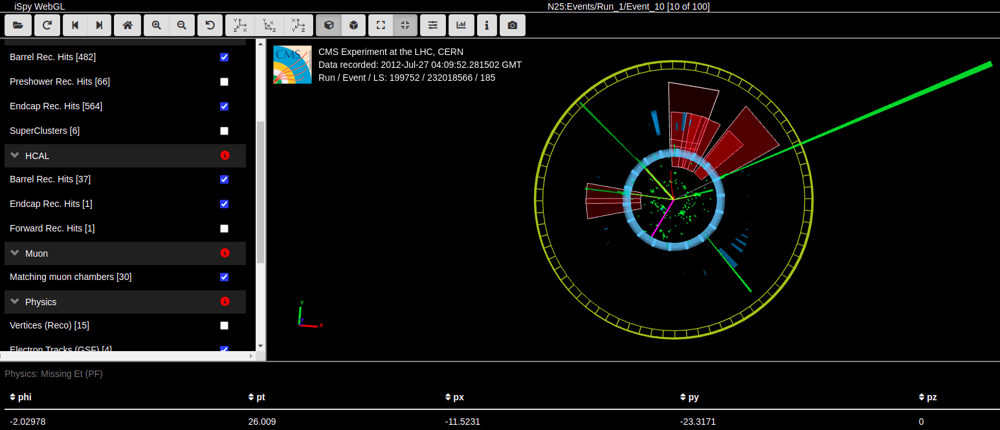 iSpy WebGL
N25:Events/Run_1/Event_10 [10 of 100]
Barrel Rec. Hits [482]
Preshower Rec. Hits [66]
Endcap Rec. Hits [564]
SuperClusters [6]
HCAL
Barrel Rec. Hits [37]
Endcap Rec. Hits [1]
Forward Rec. Hits [1]
Muon
Matching muon chambers [30]
Physics
Vertices (Reco) [15]
Electron Tracks (GSF) [4]
CMS
CMS Experiment at the LHC, CERN
Data recorded: 2012-Jul-27 04:09:52.281502 GMT
Run / Event / LS: 199752 / 232018566 / 185
Y
X
Physics: Missing Et (PF)
phi pt px py pz
-2.02978 26.009 -11.5231 -23.3171 0